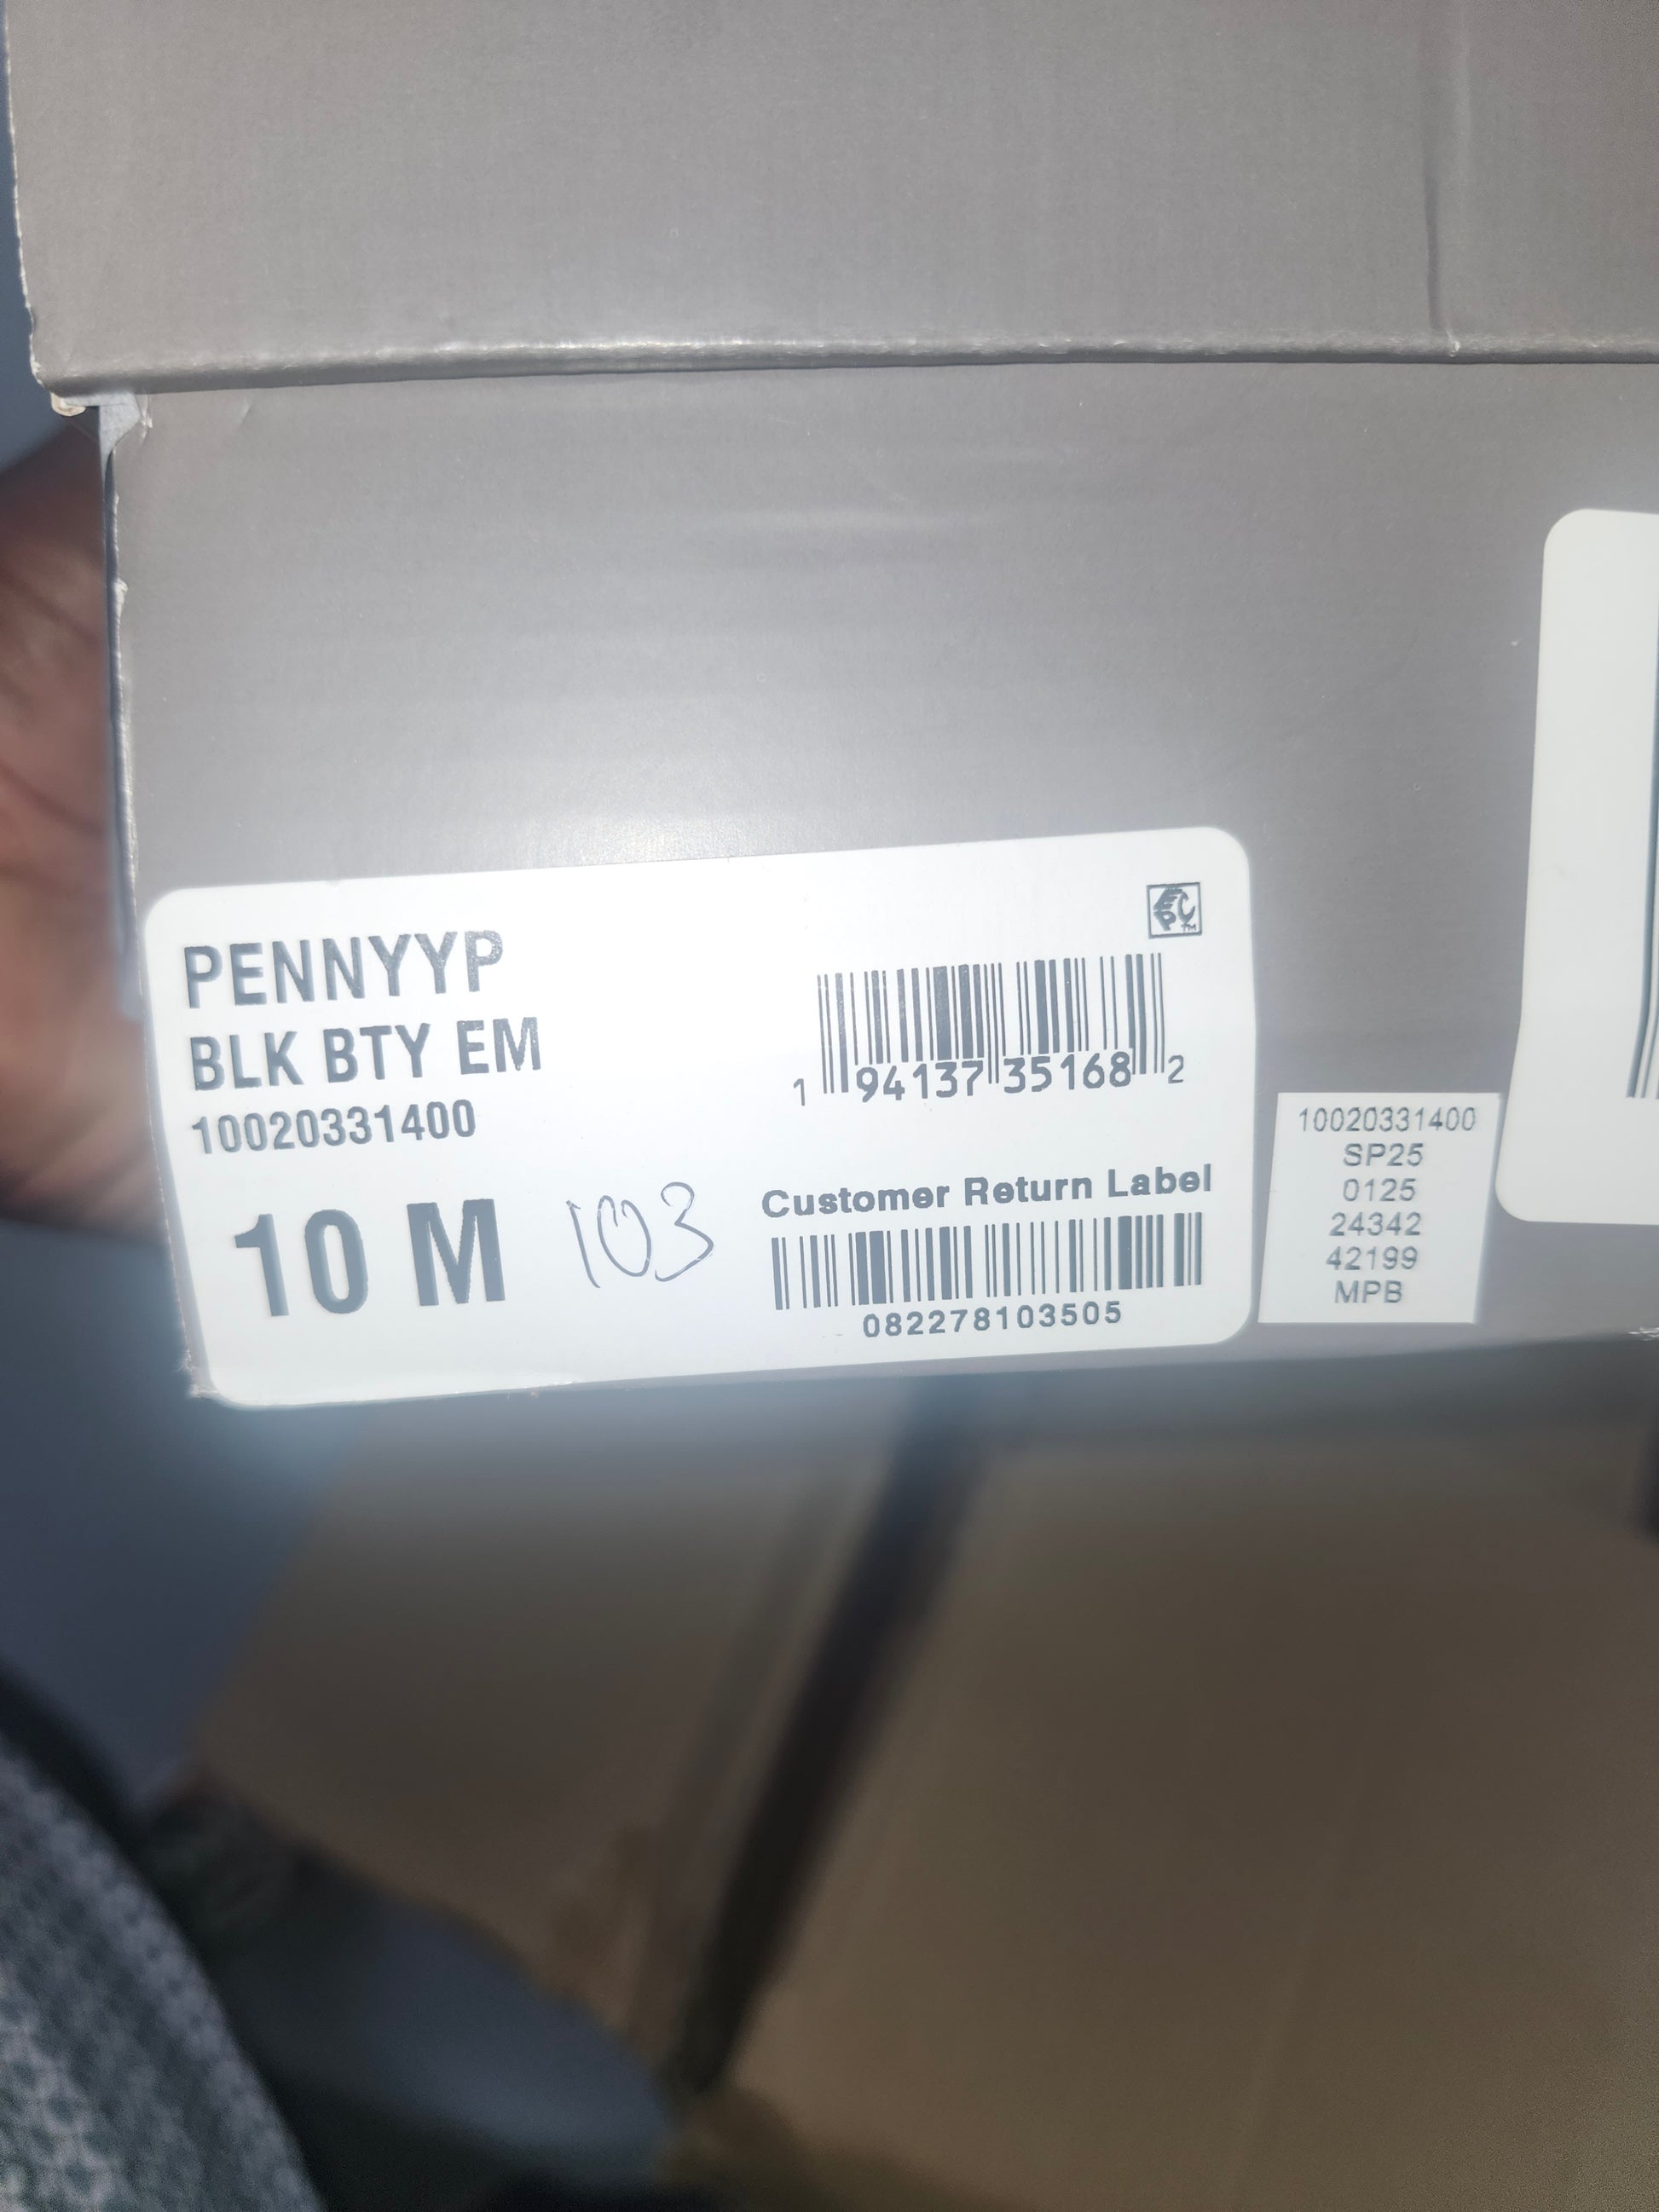 PENNYYP
BLK BTY EM
10020331400
10 M
103
EPC™
1 94137 35168 2
Customer Return Label
082278103505
10020331400
SP25
0125
24342
42199
MPB